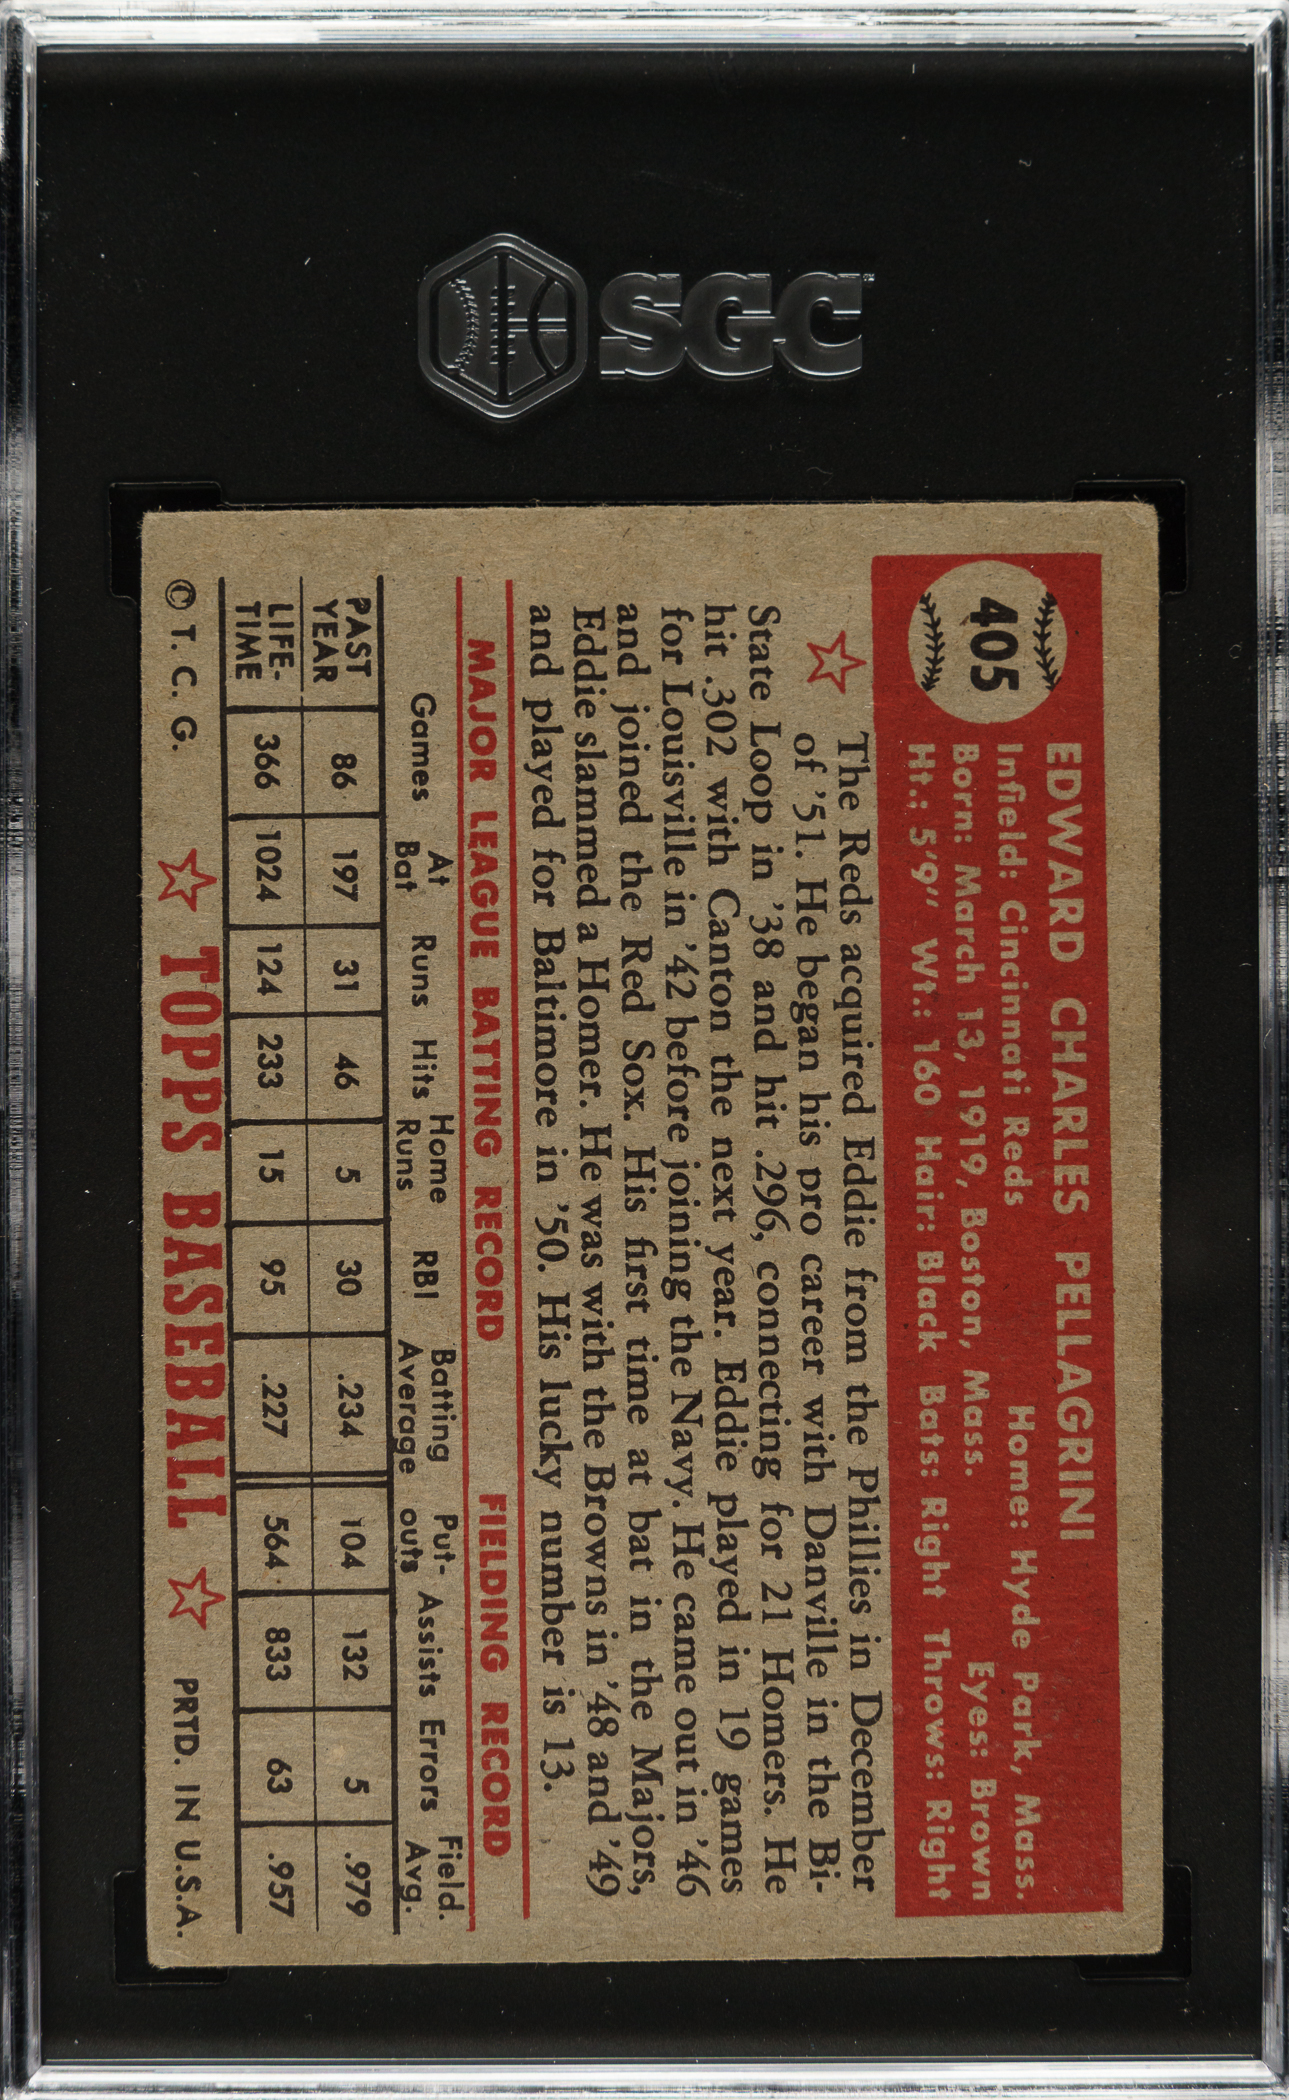 SGC
405
EDWARD CHARLES PELLAGRINI
Infield: Cincinnati Reds Home: Hyde Park, Mass.
Born: March 13, 1919, Boston, Mass. Eyes: Brown
Ht.: 5'9" Wt.: 160 Hair: Black Bats: Right Throws: Right
The Reds acquired Eddie from the Phillies in December
of '51. He began his pro career with Danville in the Bi-
State Loop in '38 and hit .296, connecting for 21 Homers. He
hit .302 with Canton the next year. Eddie played in 19 games
for Louisville in '42 before joining the Navy. He came out in '46
and joined the Red Sox. His first time at bat in the Majors,
Eddie slammed a Homer. He was with the Browns in '48 and '49
and played for Baltimore in '50. His lucky number is 13.
MAJOR LEAGUE BATTING RECORD FIELDING RECORD
Games At Bat Runs Hits Home Runs RBI Batting Average Put-outs Assists Errors Field. Avg.
PAST YEAR 86 197 31 46 5 30 .234 104 132 5 .979
LIFE-TIME 366 1024 124 233 15 95 .227 564 833 63 .957
© T. C. G. TOPPS BASEBALL PRTD. IN U.S.A.